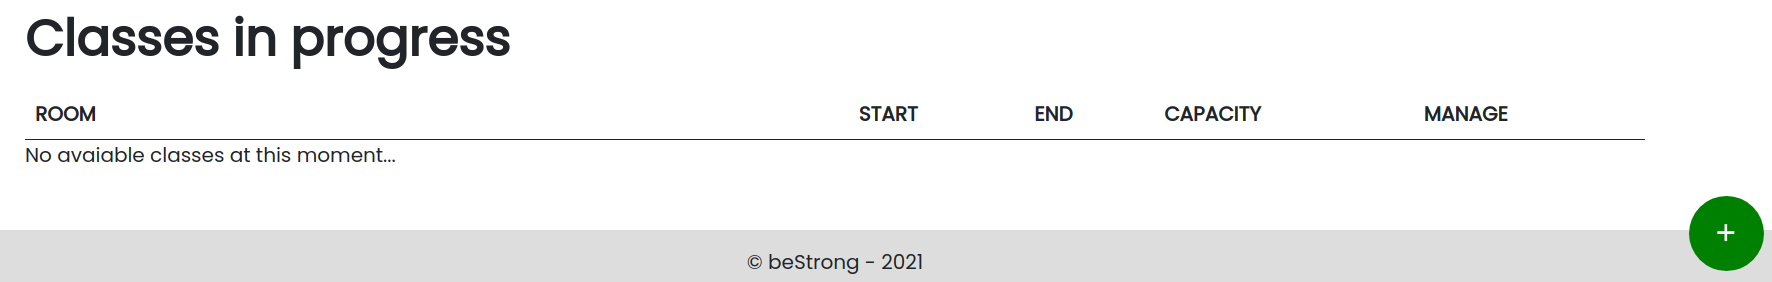 Classes in progress
ROOM START END CAPACITY MANAGE
No avaiable classes at this moment...
+
© beStrong - 2021